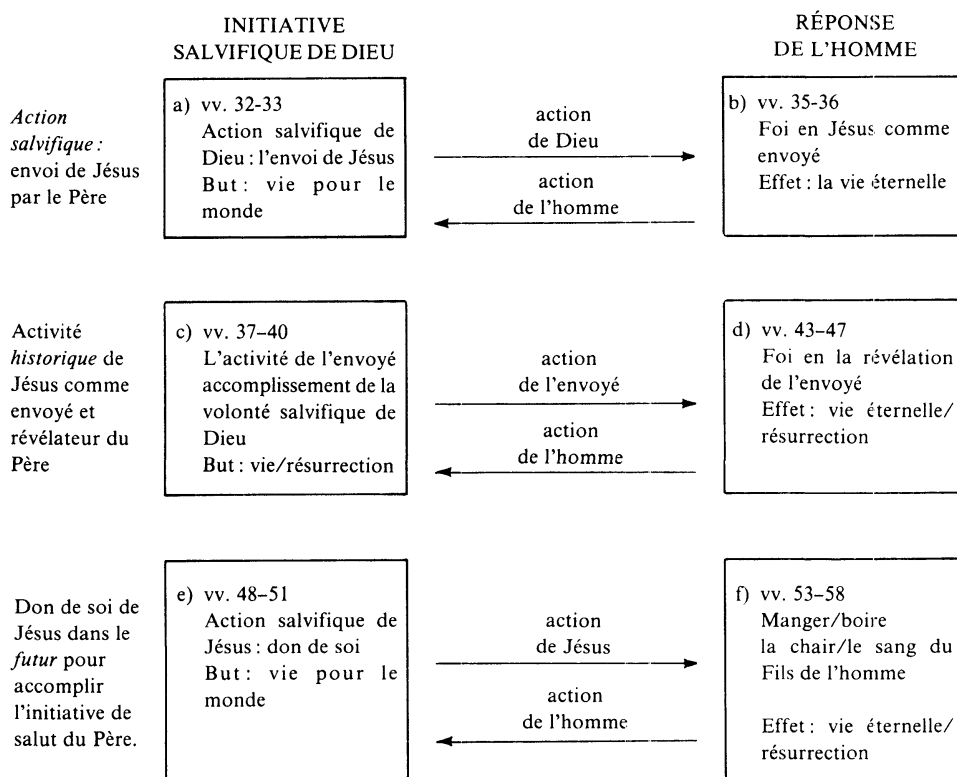 INITIATIVE
SALVIFIQUE DE DIEU
RÉPONSE
DE L'HOMME
Action
salvifique :
envoi de Jésus
par le Père
a) vv. 32-33
Action salvifique de
Dieu : l'envoi de Jésus
But : vie pour le
monde
action
de Dieu
action
de l'homme
b) vv. 35-36
Foi en Jésus comme
envoyé
Effet : la vie éternelle
Activité
historique de
Jésus comme
envoyé et
révélateur du
Père
c) vv. 37–40
L'activité de l'envoyé
accomplissement de la
volonté salvifique de
Dieu
But : vie/résurrection
action
de l'envoyé
action
de l'homme
d) vv. 43–47
Foi en la révélation
de l'envoyé
Effet : vie éternelle/
résurrection
Don de soi de
Jésus dans le
futur pour
accomplir
l'initiative de
salut du Père.
e) vv. 48–51
Action salvifique de
Jésus : don de soi
But : vie pour le
monde
action
de Jésus
action
de l'homme
f) vv. 53–58
Manger/boire
la chair/le sang du
Fils de l'homme
Effet : vie éternelle/
résurrection